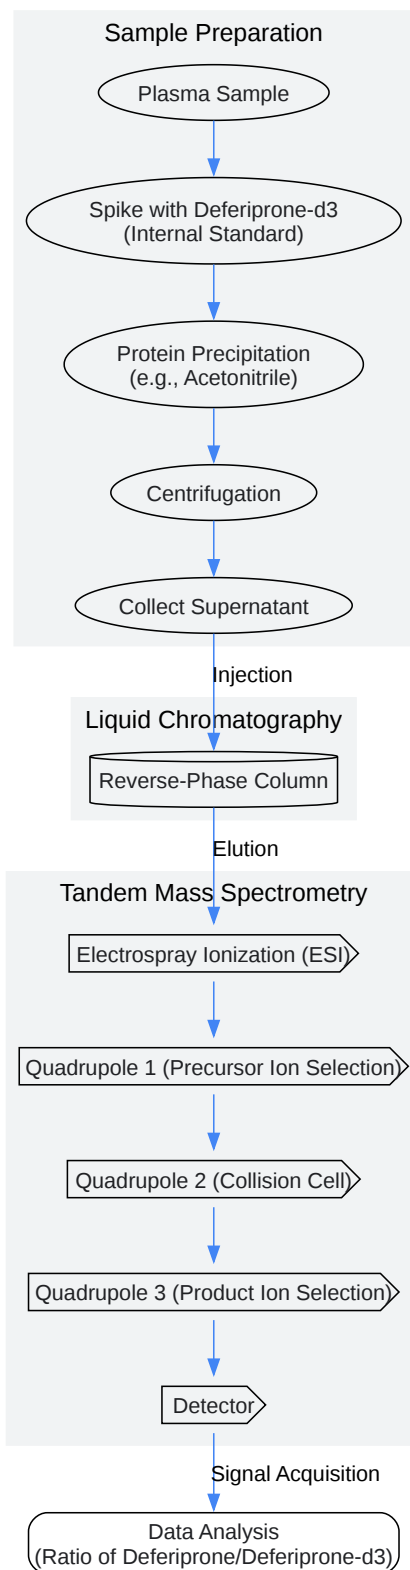 Sample Preparation
Plasma Sample
Spike with Deferiprone-d3
(Internal Standard)
Protein Precipitation
(e.g., Acetonitrile)
Centrifugation
Collect Supernatant
Injection
Liquid Chromatography
Reverse-Phase Column
Elution
Tandem Mass Spectrometry
Electrospray Ionization (ESI)
Quadrupole 1 (Precursor Ion Selection)
Quadrupole 2 (Collision Cell)
Quadrupole 3 (Product Ion Selection)
Detector
Signal Acquisition
Data Analysis
(Ratio of Deferiprone/Deferiprone-d3)